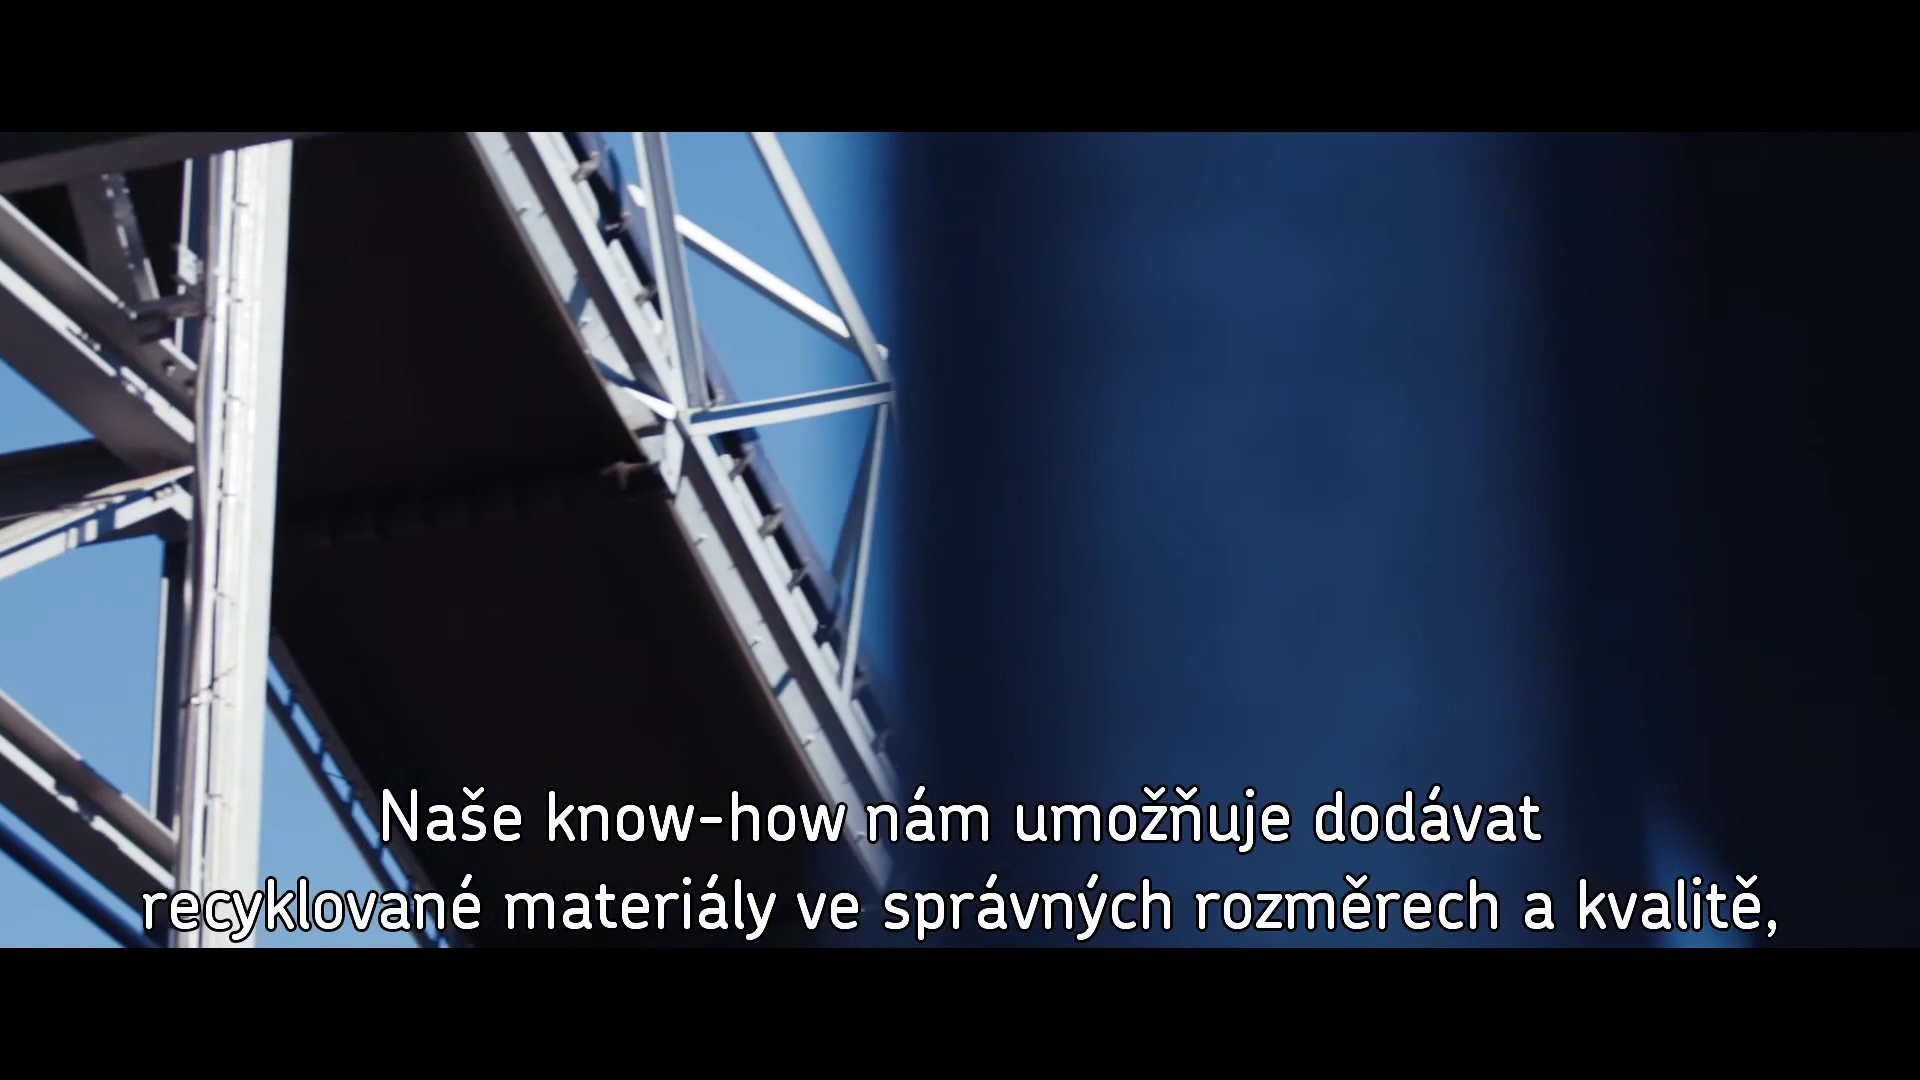 Naše know-how nám umožňuje dodávat
recyklované materiály ve správných rozměrech a kvalitě,